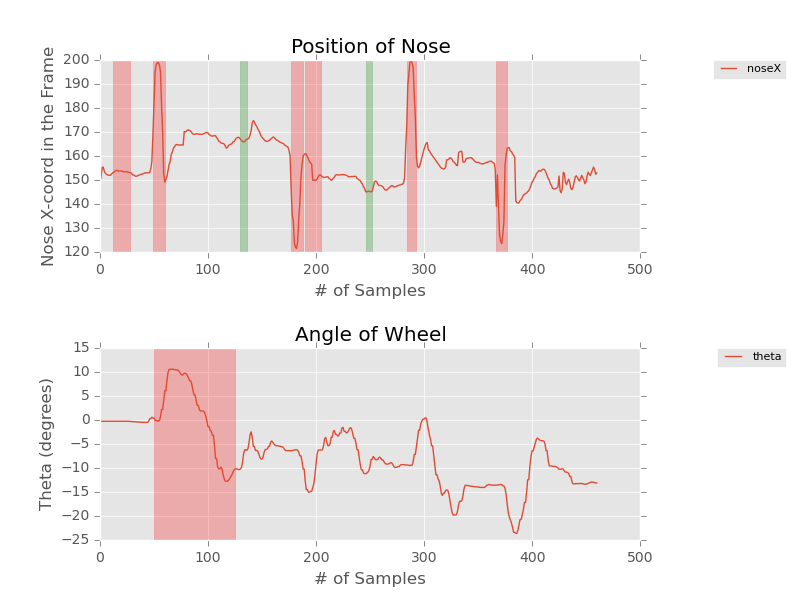 Position of Nose
noseX
Nose X-coord in the Frame
200
190
180
170
160
150
140
130
120
0 100 200 300 400 500
# of Samples
Angle of Wheel
theta
Theta (degrees)
15
10
5
0
−5
−10
−15
−20
−25
0 100 200 300 400 500
# of Samples